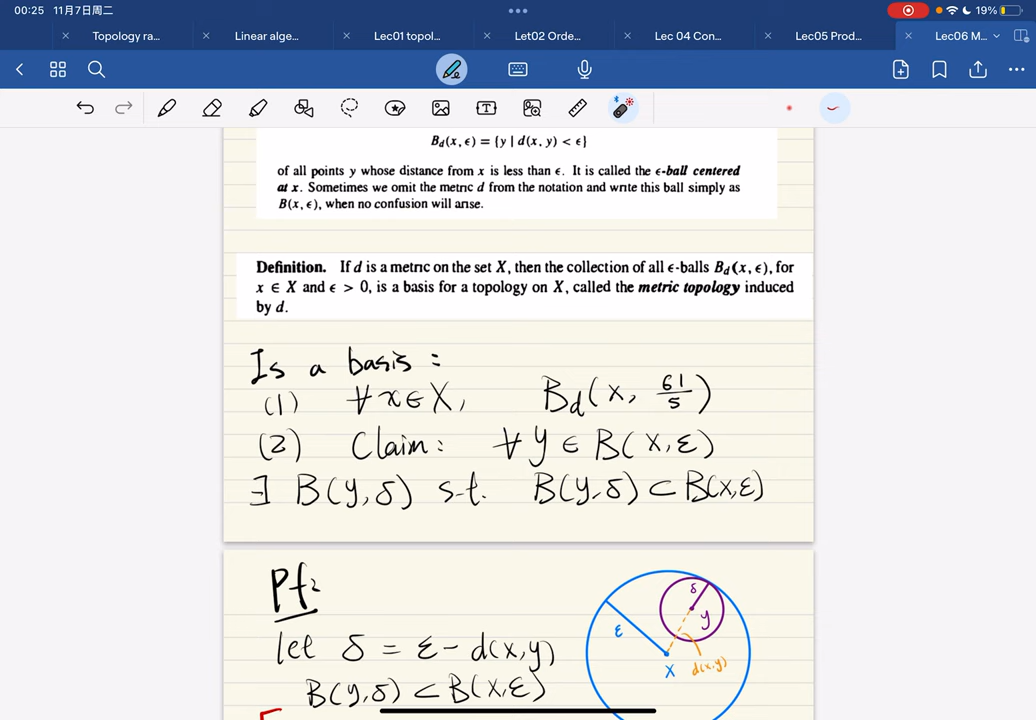 00:25 11月7日周二
19%
Topology ra...
Linear alge...
Lec01 topol...
Let02 Orde...
Lec 04 Con...
Lec05 Prod...
Lec06 M...
B_d(x, ϵ) = {y | d(x, y) < ϵ}
of all points y whose distance from x is less than ϵ. It is called the ϵ-ball centered
at x. Sometimes we omit the metric d from the notation and write this ball simply as
B(x, ϵ), when no confusion will arise.
Definition. If d is a metric on the set X, then the collection of all ϵ-balls B_d(x, ϵ), for
x ∈ X and ϵ > 0, is a basis for a topology on X, called the metric topology induced
by d.
Is a basis :
(1) ∀ x ∈ X, B_d(x, 61/5)
(2) Claim: ∀ y ∈ B(x, ε)
∃ B(y, δ) s.t. B(y, δ) ⊂ B(x, ε)
Pf:
let δ = ε - d(x,y)
B(y, δ) ⊂ B(x, ε)
δ
y
ε
x
d(x,y)